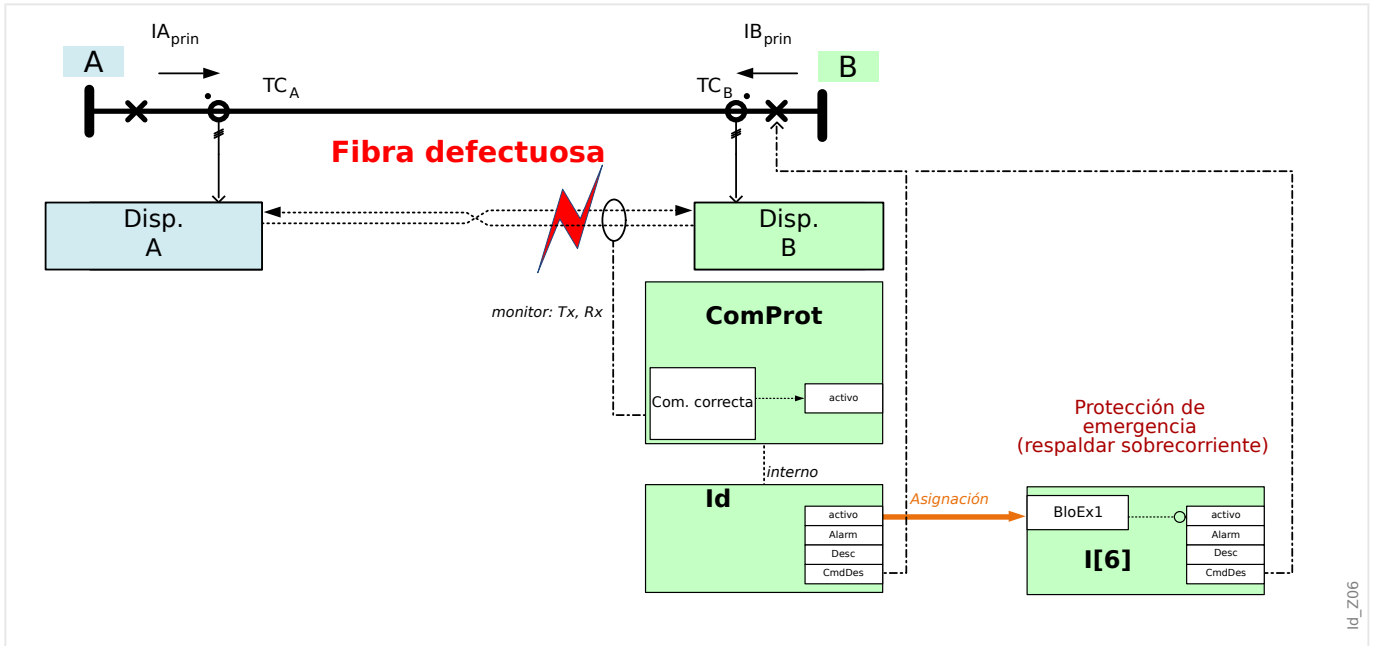 IAprin
IBprin
A
B
TCA
TCB
Fibra defectuosa
Disp.
A
Disp.
B
monitor: Tx, Rx
ComProt
Com. correcta
activo
interno
Protección de
emergencia
(respaldar sobrecorriente)
Id
activo
Alarm
Desc
CmdDes
Asignación
BloEx1
I[6]
activo
Alarm
Desc
CmdDes
Id_Z06